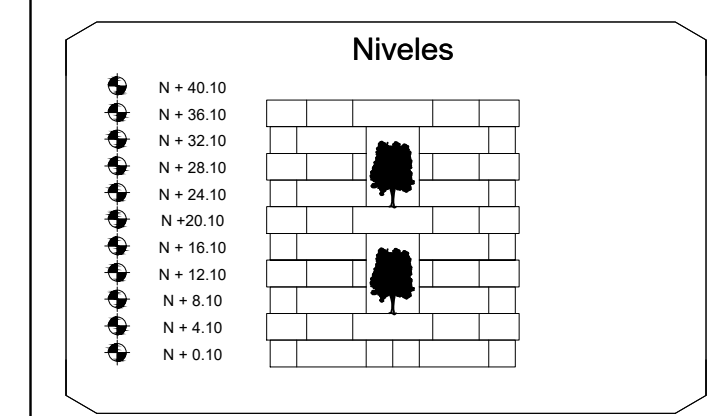 Niveles
N + 40.10
N + 36.10
N + 32.10
N + 28.10
N + 24.10
N +20.10
N + 16.10
N + 12.10
N + 8.10
N + 4.10
N + 0.10